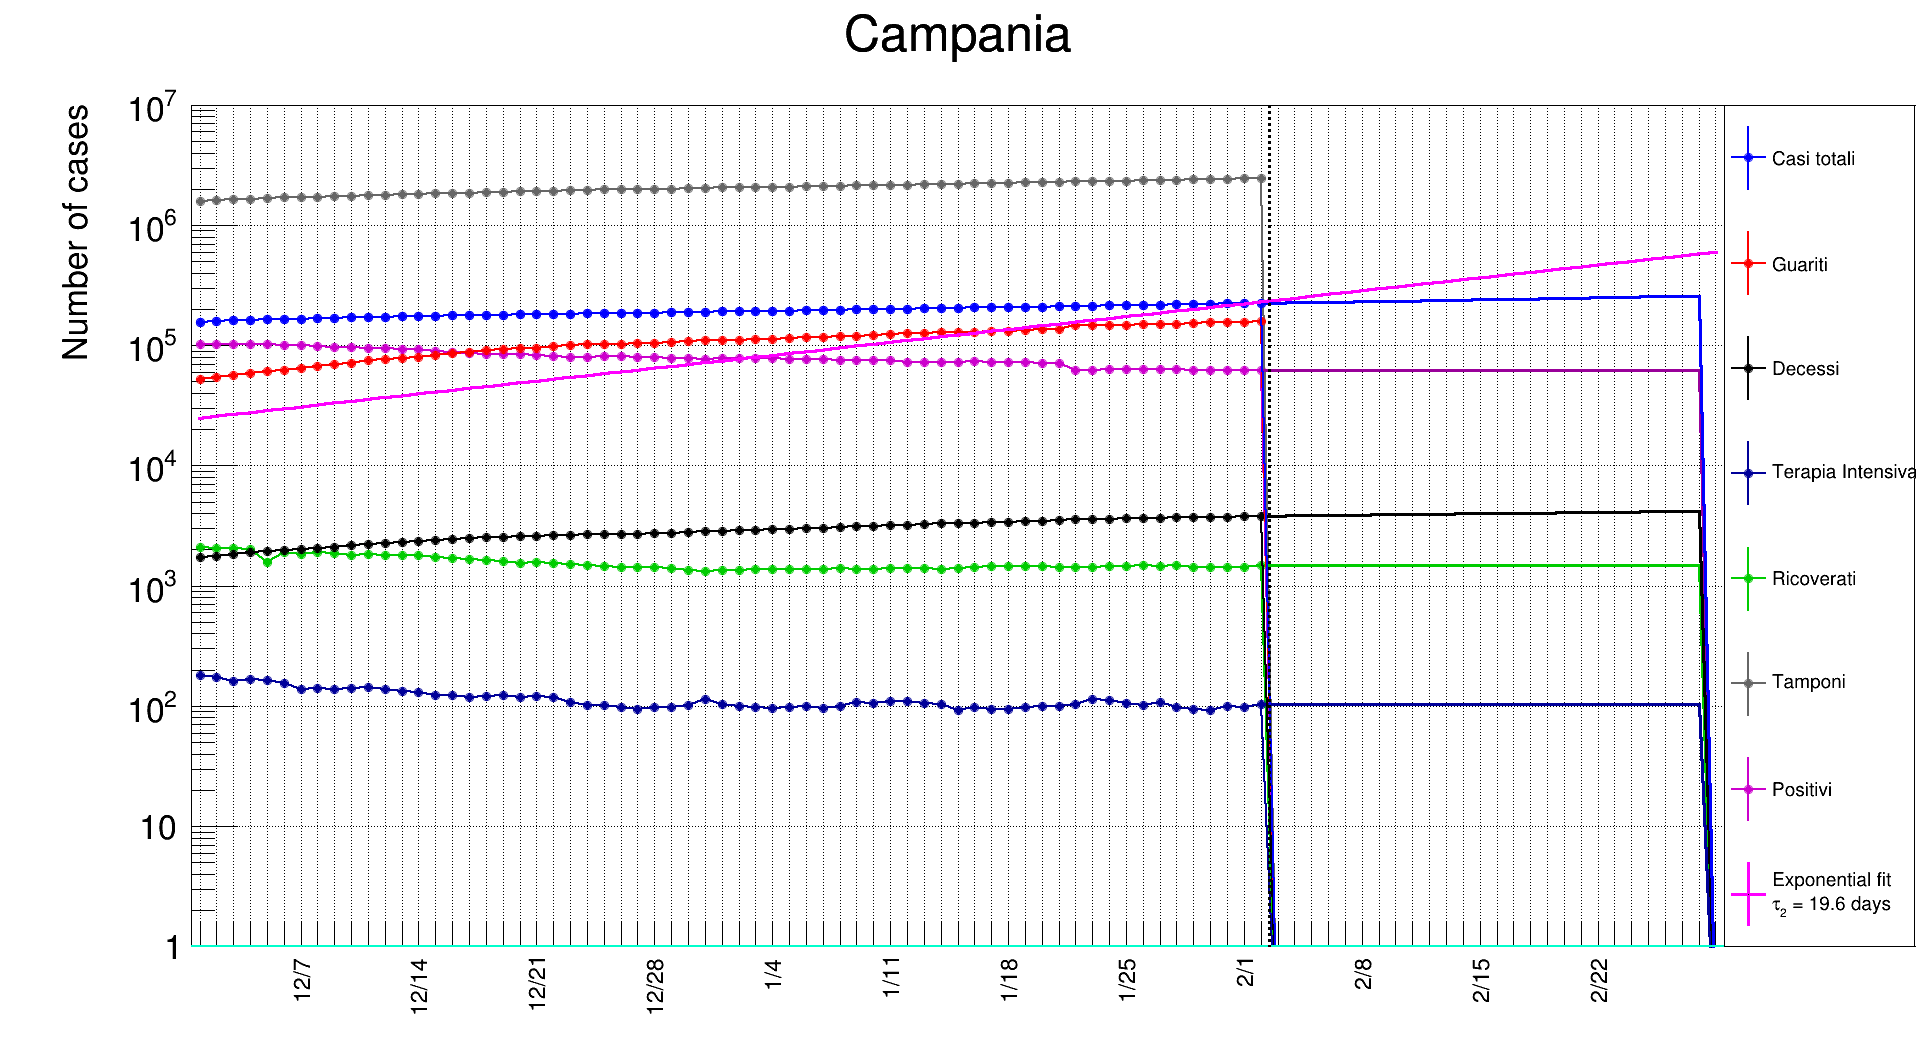 Campania
Number of cases
10^7
10^6
10^5
10^4
10^3
10^2
10
1
12/7
12/14
12/21
12/28
1/4
1/11
1/18
1/25
2/1
2/8
2/15
2/22
Casi totali
Guariti
Decessi
Terapia Intensiva
Ricoverati
Tamponi
Positivi
Exponential fit
τ₂ = 19.6 days